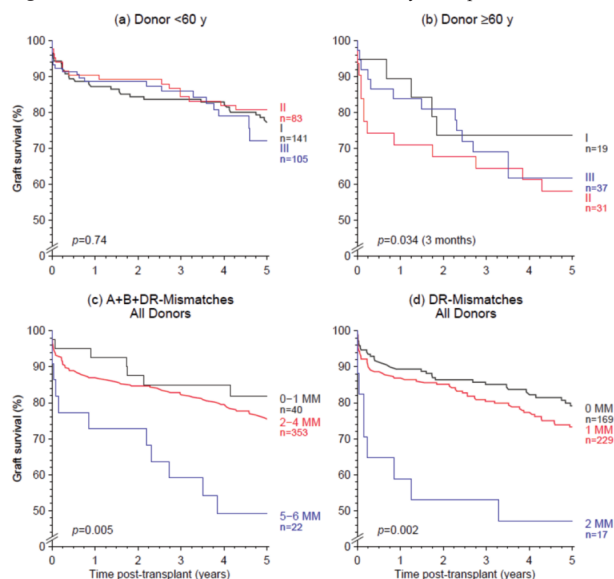 (a) Donor <60 y
(b) Donor ≥60 y
Graft survival (%)
100
90
80
70
60
50
0
II
n=83
I
n=141
III
n=105
p=0.74
0 1 2 3 4 5
100
90
80
70
60
50
0
I
n=19
III
n=37
II
n=31
p=0.034 (3 months)
0 1 2 3 4 5
(c) A+B+DR-Mismatches
All Donors
(d) DR-Mismatches
All Donors
Graft survival (%)
100
90
80
70
60
50
0
0–1 MM
n=40
2–4 MM
n=353
5–6 MM
n=22
p=0.005
0 1 2 3 4 5
Time post-transplant (years)
100
90
80
70
60
50
0
0 MM
n=169
1 MM
n=229
2 MM
n=17
p=0.002
0 1 2 3 4 5
Time post-transplant (years)